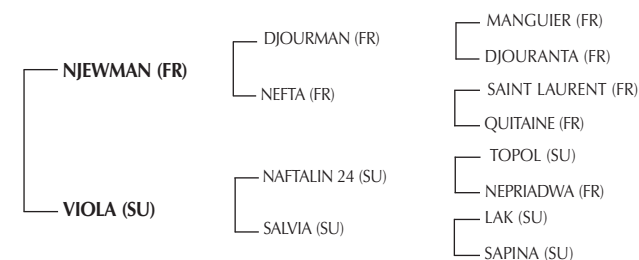 MANGUIER (FR)
DJOURMAN (FR)
DJOURANTA (FR)
NJEWMAN (FR)
SAINT LAURENT (FR)
NEFTA (FR)
QUITAINE (FR)
TOPOL (SU)
NAFTALIN 24 (SU)
NEPRIADWA (FR)
VIOLA (SU)
LAK (SU)
SALVIA (SU)
SAPINA (SU)